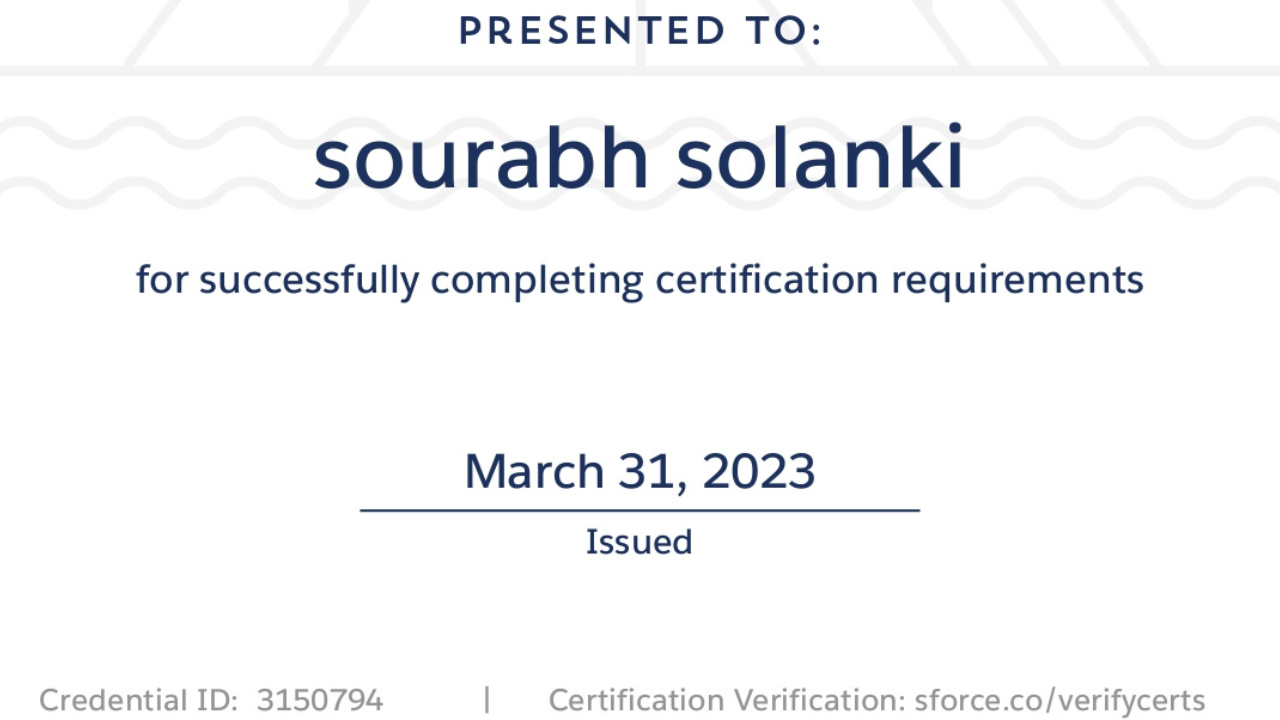 PRESENTED TO:
sourabh solanki
for successfully completing certification requirements
March 31, 2023
Issued
Credential ID: 3150794 | Certification Verification: sforce.co/verifycerts